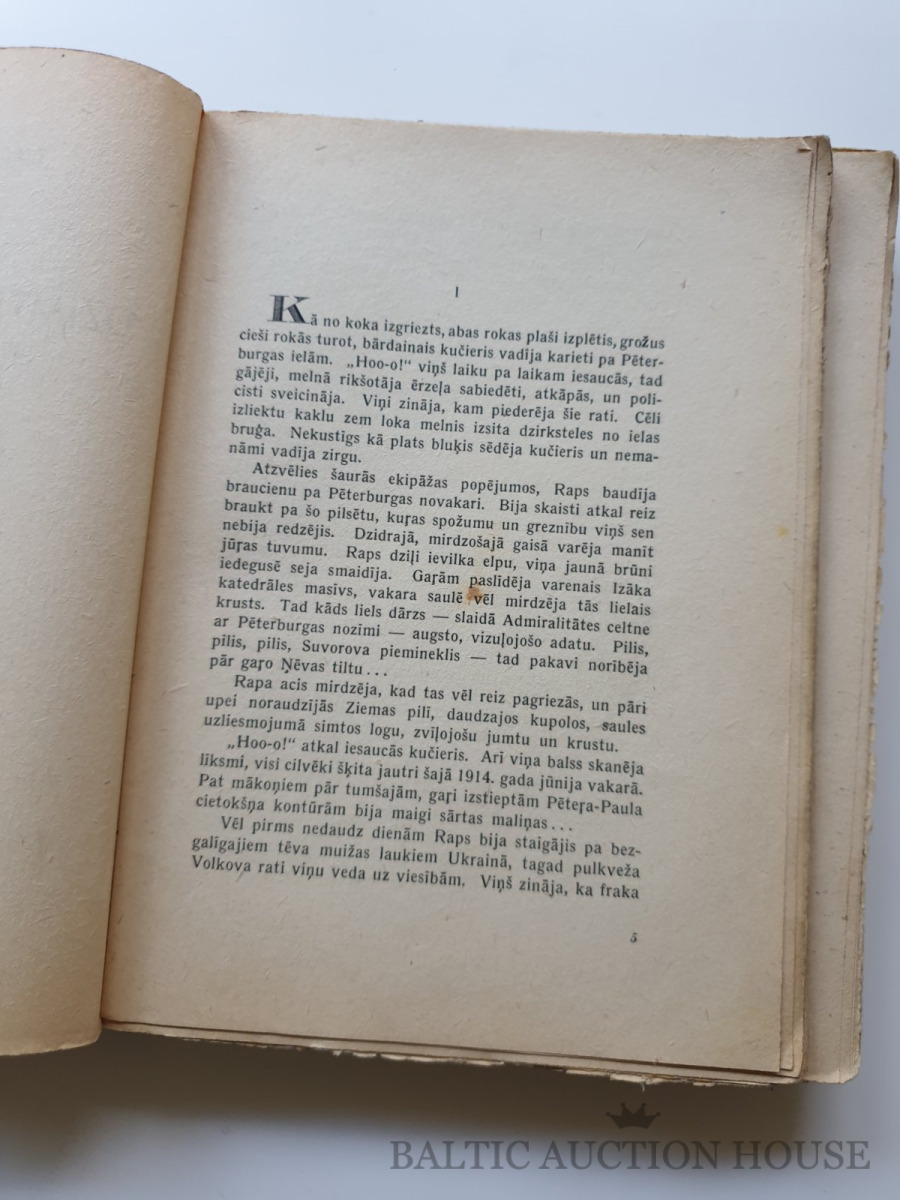 I
Kā no koka izgriezts, abas rokas plaši izplētis, grožus
cieši rokās turot, bārdainais kučieris vadīja karieti pa Pēter-
burgas ielām. „Hoo-o!“ viņš laiku pa laikam iesaucās, tad
gājēji, melnā rikšotāja ērzeļa sabiedēti, atkāpās, un poli-
cisti sveicināja. Viņi zināja, kam piederēja šie rati. Cēli
izliektu kaklu zem loka melnis izsita dzirksteles no ielas
bruģa. Nekustīgs kā plats bluķis sēdēja kučieris un nema-
nāmi vadīja zirgu.
Atzvēlies šaurās ekipāžas popējumos, Raps baudīja
braucienu pa Pēterburgas novakari. Bija skaisti atkal reiz
braukt pa šo pilsētu, kuŗas spožumu un greznību viņš sen
nebija redzējis. Dzidrajā, mirdzošajā gaisā varēja manīt
jūŗas tuvumu. Raps dziļi ievilka elpu, viņa jaunā brūni
iedegusē seja smaidīja. Gaŗām paslīdēja varenais Izāka
katedrāles masīvs, vakara saulē vēl mirdzēja tās lielais
krusts. Tad kāds liels dārzs — slaidā Admiralitātes celtne
ar Pēterburgas nozīmi — augsto, vizuļojošo adatu. Pilis,
pilis, pilis, Suvorova piemineklis — tad pakavi norībēja
pār gaŗo Ņēvas tiltu...
Rapa acis mirdzēja, kad tas vēl reiz pagriezās, un pāri
upei noraudzījās Ziemas pilī, daudzajos kupolos, saules
uzliesmojumā simtos logu, zvīļojošu jumtu un krustu.
„Hoo-o!“ atkal iesaucās kučieris. Arī viņa balss skanēja
līksmi, visi cilvēki šķita jautri šajā 1914. gada jūnija vakarā.
Pat mākoņiem pār tumšajām, gaŗi izstieptām Pēteŗa-Paula
cietokšņa kontūrām bija maigi sārtas maliņas...
Vēl pirms nedaudz dienām Raps bija staigājis pa bez-
galīgajiem tēva muižas laukiem Ukrainā, tagad pulkveža
Volkova rati viņu veda uz viesībām. Viņš zināja, ka fraka
5
BALTIC AUCTION HOUSE